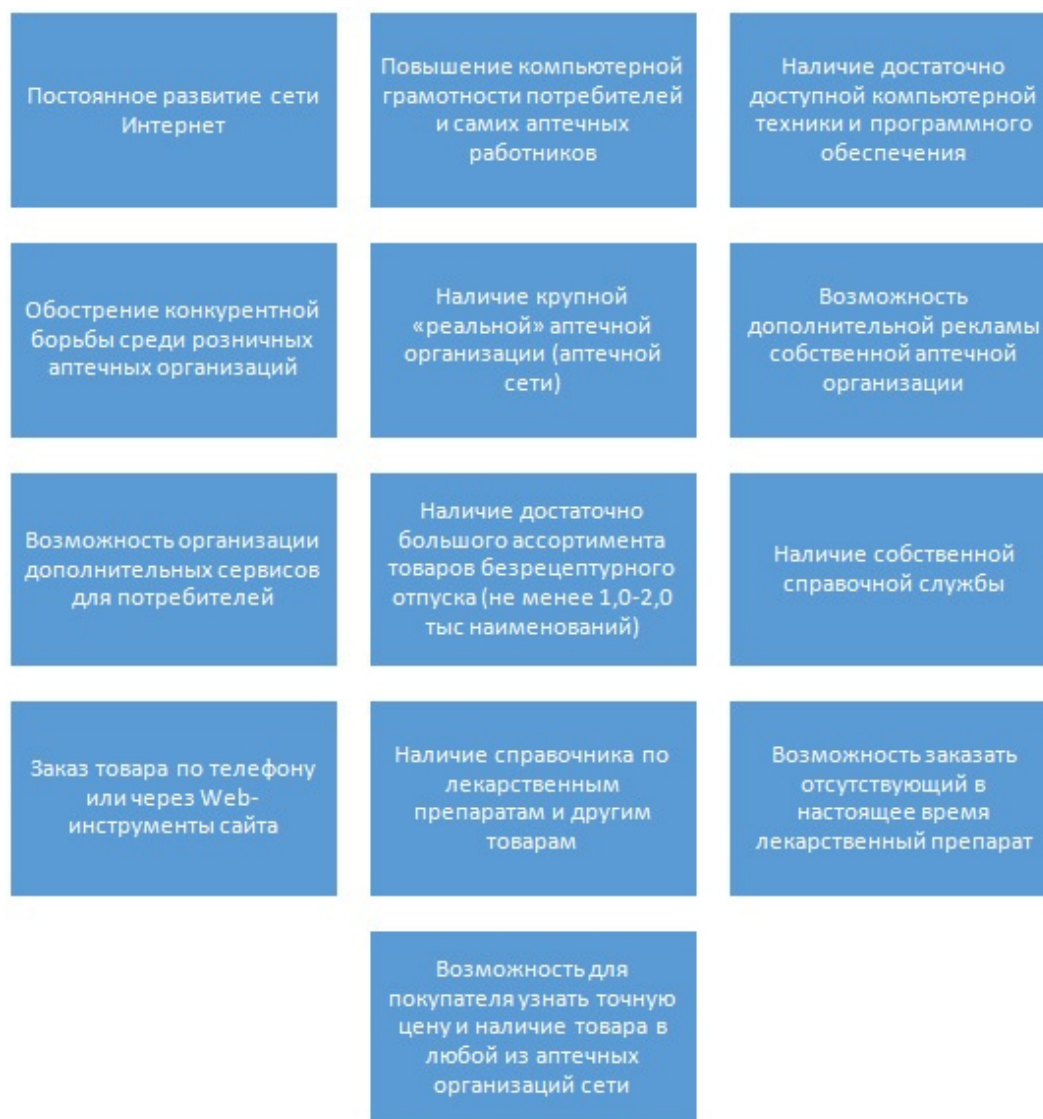 Постоянное развитие сети
Интернет
Повышение компьютерной
грамотности потребителей
и самих аптечных
работников
Наличие достаточно
доступной компьютерной
техники и программного
обеспечения
Обострение конкурентной
борьбы среди розничных
аптечных организаций
Наличие крупной
«реальной» аптечной
организации (аптечной
сети)
Возможность
дополнительной рекламы
собственной аптечной
организации
Возможность организации
дополнительных сервисов
для потребителей
Наличие достаточно
большого ассортимента
товаров безрецептурного
отпуска (не менее 1,0-2,0
тыс наименований)
Наличие собственной
справочной службы
Заказ товара по телефону
или через Web-
инструменты сайта
Наличие справочника по
лекарственным
препаратам и другим
товарам
Возможность заказать
отсутствующий в
настоящее время
лекарственный препарат
Возможность для
покупателя узнать точную
цену и наличие товара в
любой из аптечных
организаций сети